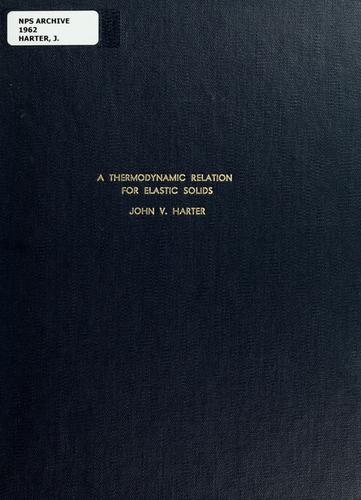 NPS ARCHIVE
1962
HARTER, J.
A THERMODYNAMIC RELATION
FOR ELASTIC SOLIDS
JOHN V. HARTER